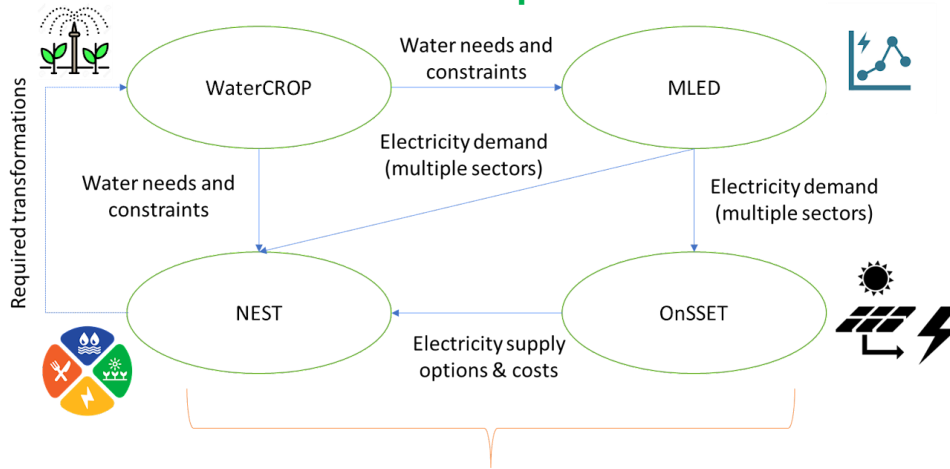 WaterCROP
Water needs and
constraints
MLED
Required transformations
Electricity demand
(multiple sectors)
Water needs and
constraints
Electricity demand
(multiple sectors)
NEST
OnSSET
Electricity supply
options & costs